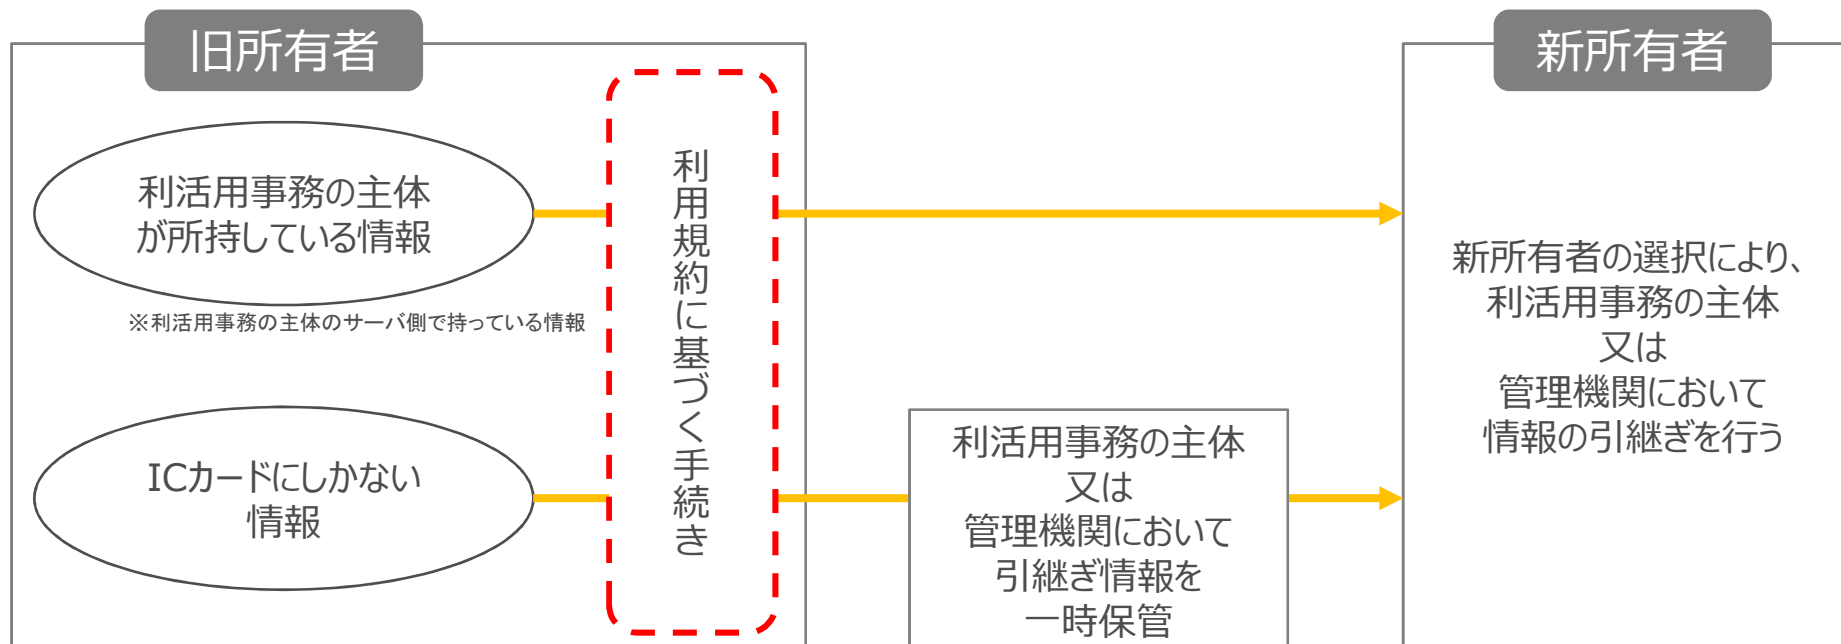 旧所有者
利活用事務の主体
が所持している情報
※利活用事務の主体のサーバ側で持っている情報
ICカードにしかない
情報
利用規約に基づく手続き
利活用事務の主体
又は
管理機関において
引継ぎ情報を
一時保管
新所有者
新所有者の選択により、
利活用事務の主体
又は
管理機関において
情報の引継ぎを行う